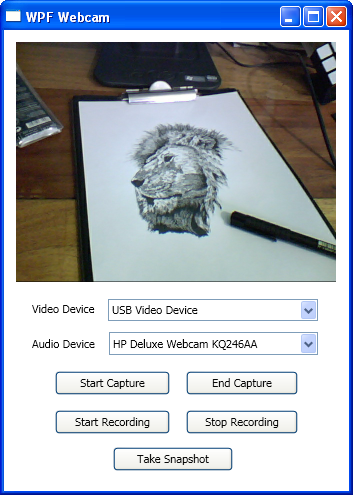 WPF Webcam
Video Device
USB Video Device
Audio Device
HP Deluxe Webcam KQ246AA
Start Capture
End Capture
Start Recording
Stop Recording
Take Snapshot